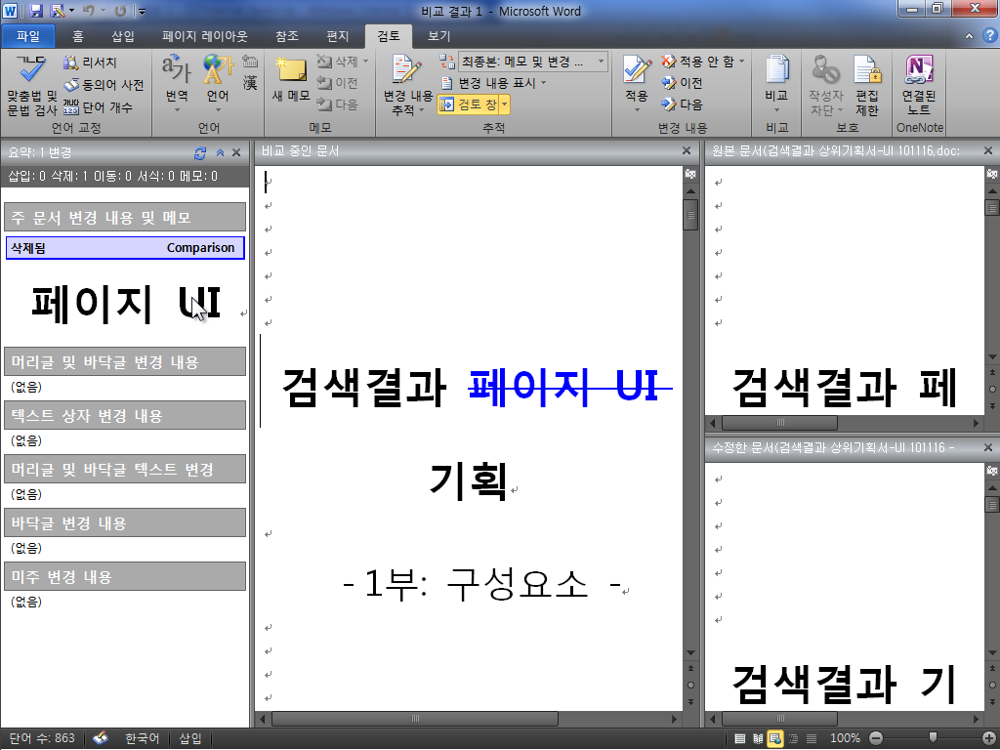 비교 결과 1 - Microsoft Word
파일 홈 삽입 페이지 레이아웃 참조 편지 검토 보기
맞춤법 및 문법 검사
리서치
동의어 사전
단어 개수
언어 교정
번역
언어
언어
새 메모
삭제
이전
다음
메모
변경 내용 추적
최종본: 메모 및 변경 ...
변경 내용 표시
검토 창
추적
적용
적용 안 함
이전
다음
변경 내용
비교
비교
작성자 차단
편집 제한
보호
연결된 노트
OneNote
요약: 1 변경
삽입: 0 삭제: 1 이동: 0 서식: 0 메모: 0
주 문서 변경 내용 및 메모
삭제됨 Comparison
페이지 UI
머리글 및 바닥글 변경 내용
(없음)
텍스트 상자 변경 내용
(없음)
머리글 및 바닥글 텍스트 변경
(없음)
바닥글 변경 내용
(없음)
미주 변경 내용
(없음)
비교 중인 문서
검색결과 페이지 UI
기획
- 1부: 구성요소 -
원본 문서(검색결과 상위기획서-UI 101116,doc:
검색결과 페
수정한 문서(검색결과 상위기획서-UI 101116 -
검색결과 기
단어 수: 863 한국어 삽입 100%